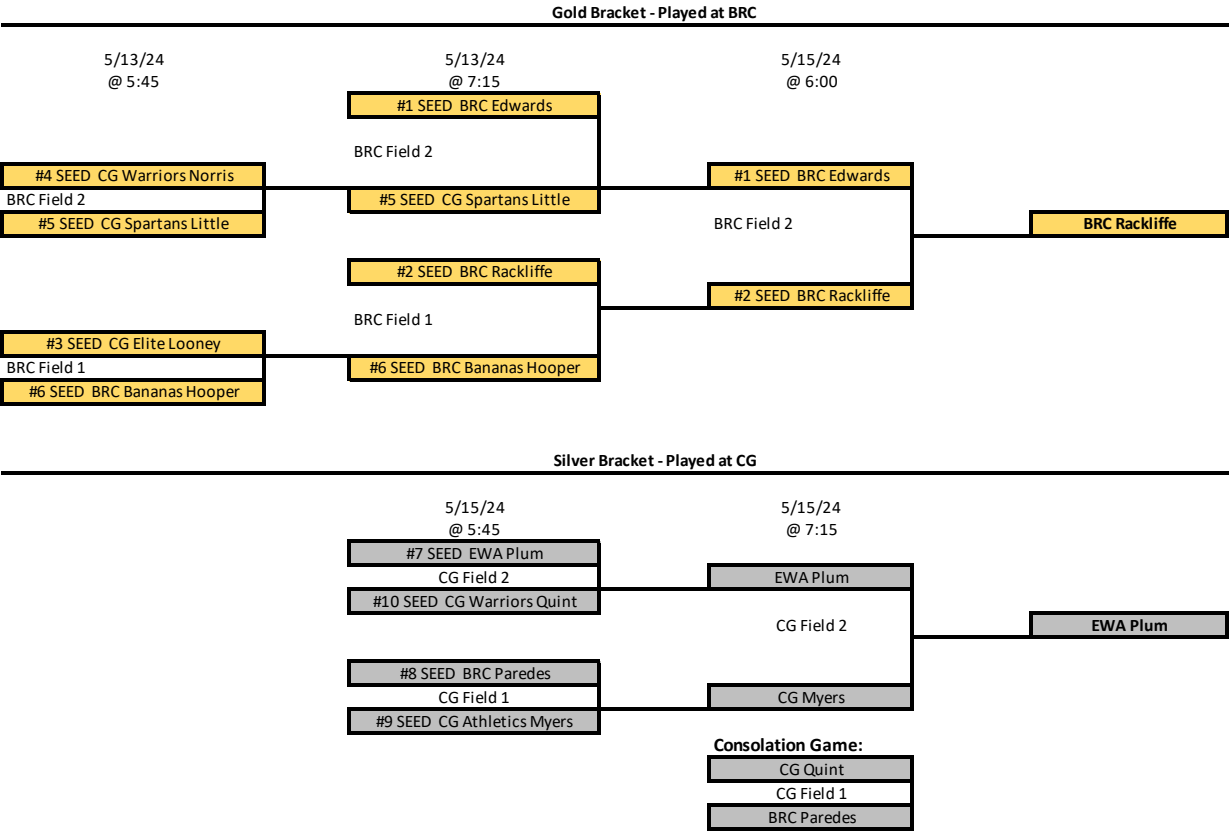 Gold Bracket - Played at BRC
5/13/24
@ 5:45
5/13/24
@ 7:15
5/15/24
@ 6:00
#1 SEED BRC Edwards
BRC Field 2
#4 SEED CG Warriors Norris
#1 SEED BRC Edwards
BRC Field 2
#5 SEED CG Spartans Little
#5 SEED CG Spartans Little
BRC Field 2
BRC Rackliffe
#2 SEED BRC Rackliffe
#2 SEED BRC Rackliffe
BRC Field 1
#3 SEED CG Elite Looney
BRC Field 1
#6 SEED BRC Bananas Hooper
#6 SEED BRC Bananas Hooper
Silver Bracket - Played at CG
5/15/24
@ 5:45
5/15/24
@ 7:15
#7 SEED EWA Plum
CG Field 2
EWA Plum
#10 SEED CG Warriors Quint
CG Field 2
EWA Plum
#8 SEED BRC Paredes
CG Field 1
CG Myers
#9 SEED CG Athletics Myers
Consolation Game:
CG Quint
CG Field 1
BRC Paredes